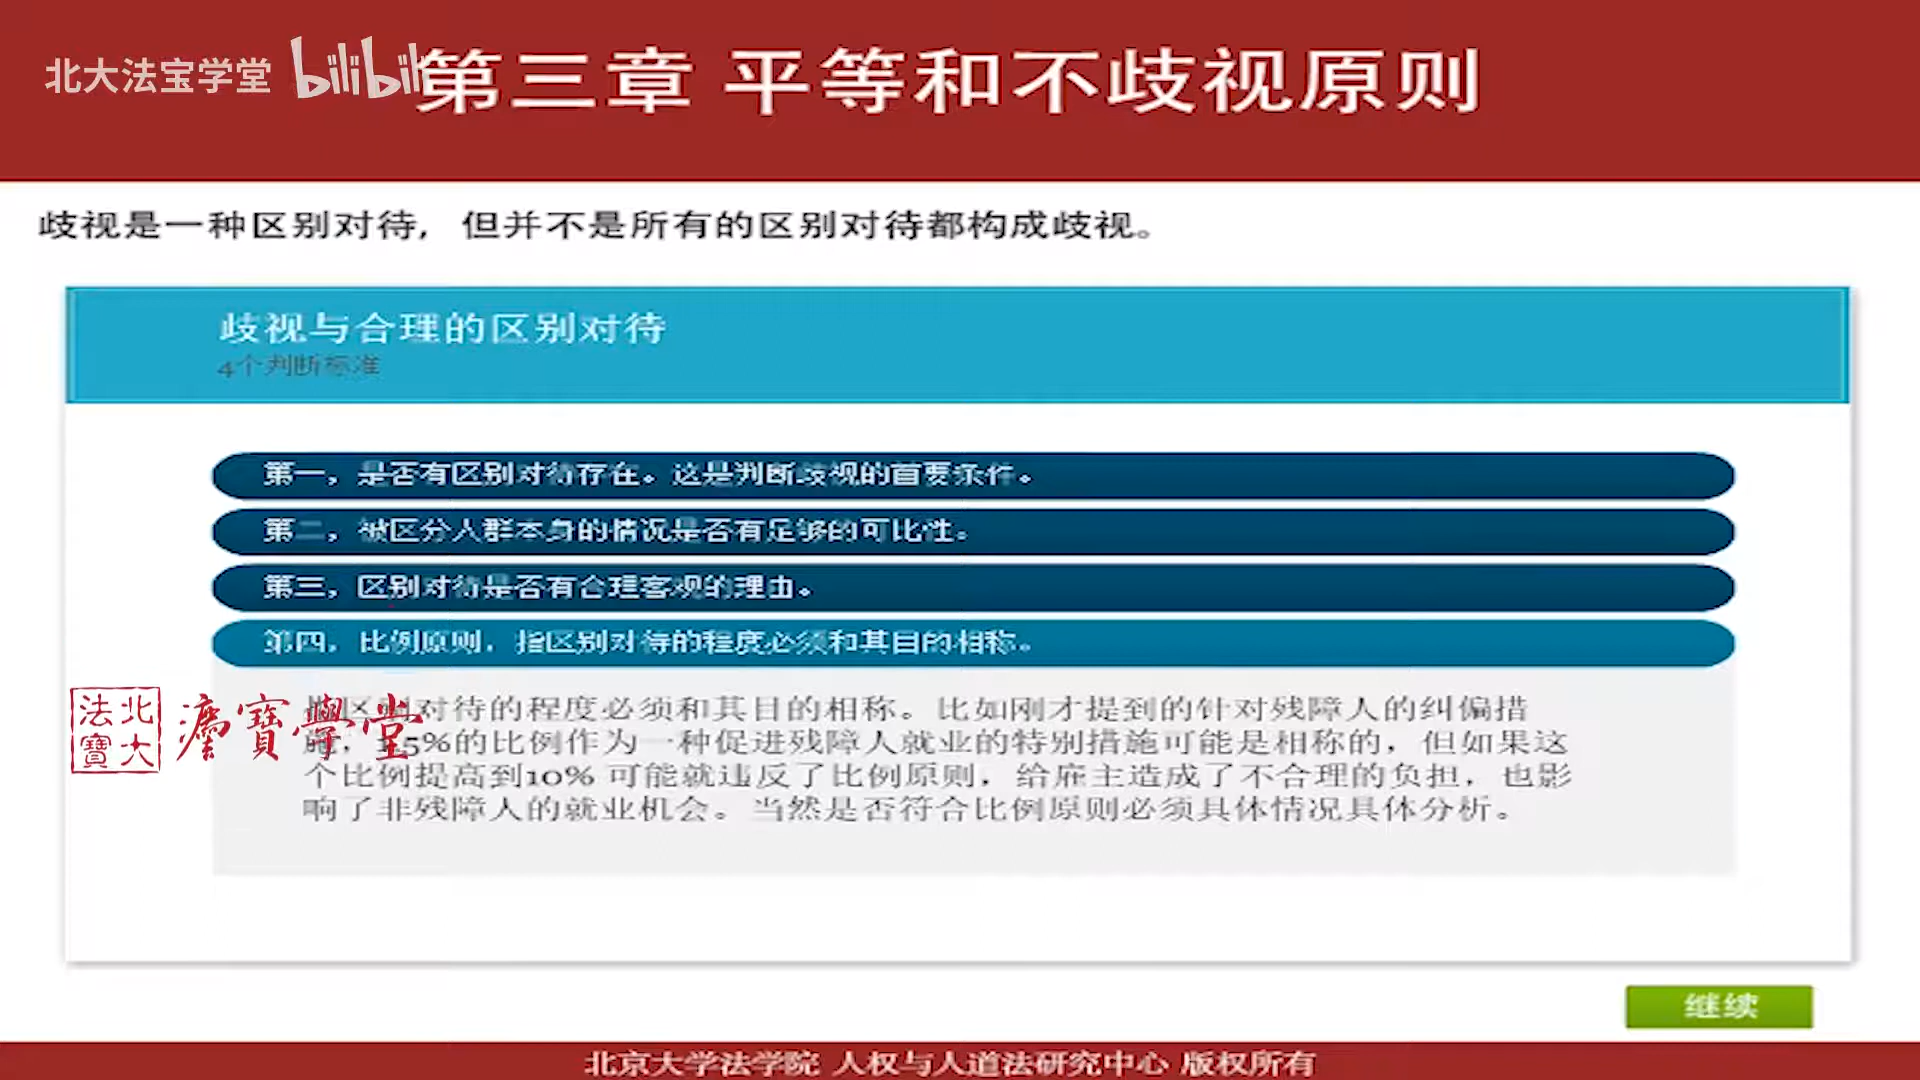 北大法宝学堂 bilibili
第三章 平等和不歧视原则
歧视是一种区别对待，但并不是所有的区别对待都构成歧视。
歧视与合理的区别对待
4个判断标准
第一，是否有区别对待存在。这是判断歧视的首要条件。
第二，被区分人群本身的情况是否有足够的可比性。
第三，区别对待是否有合理客观的理由。
第四，比例原则，指区别对待的程度必须和其目的相称。
区别对待的程度必须和其目的相称。比如刚才提到的针对残障人的纠偏措
施，1.5%的比例作为一种促进残障人就业的特别措施可能是相称的，但如果这
个比例提高到10% 可能就违反了比例原则，给雇主造成了不合理的负担，也影
响了非残障人的就业机会。当然是否符合比例原则必须具体情况具体分析。
北大法寶
灋寶學堂
继续
北京大学法学院 人权与人道法研究中心 版权所有